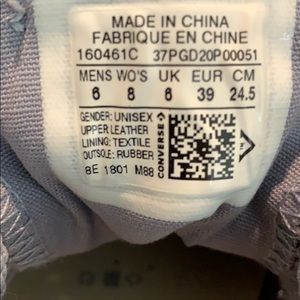 MADE IN CHINA
FABRIQUE EN CHINE
160461C 37PGD20P00051
MENS WO'S UK EUR CM
6 8 6 39 24.5
GENDER: UNISEX
UPPER: LEATHER
LINING: TEXTILE
OUTSOLE: RUBBER
8E 1801 M88
CONVERSE